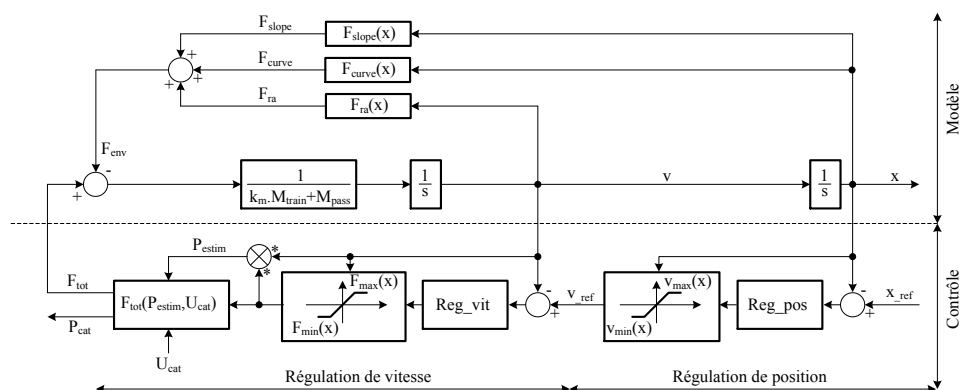 F_slope
F_slope(x)
F_curve
F_curve(x)
F_ra
F_ra(x)
+
+
+
+
F_env
-
+
1
k_m.M_train+M_pass
1
s
v
1
s
x
Modèle
P_estim
*
*
F_tot
F_tot(P_estim,U_cat)
P_cat
U_cat
F_max(x)
F_min(x)
Reg_vit
-
+
v_ref
v_max(x)
v_min(x)
Reg_pos
-
+
x_ref
Contrôle
Régulation de vitesse
Régulation de position